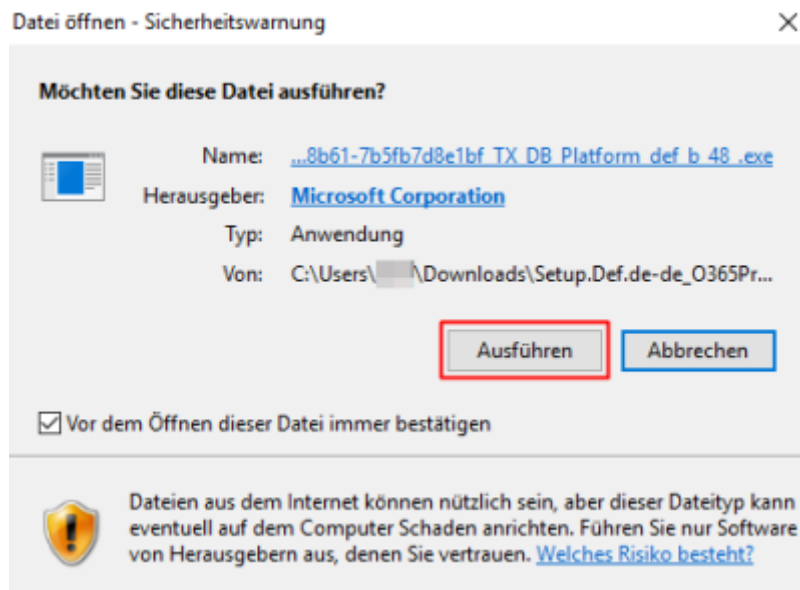 Datei öffnen - Sicherheitswarnung
Möchten Sie diese Datei ausführen?
Name: ...8b61-7b5fb7d8e1bf_TX_DB_Platform_def_b_48_.exe
Herausgeber: Microsoft Corporation
Typ: Anwendung
Von: C:\Users\ \Downloads\Setup.Def.de-de_O365Pr...
Ausführen Abbrechen
Vor dem Öffnen dieser Datei immer bestätigen
Dateien aus dem Internet können nützlich sein, aber dieser Dateityp kann
eventuell auf dem Computer Schaden anrichten. Führen Sie nur Software
von Herausgebern aus, denen Sie vertrauen. Welches Risiko besteht?